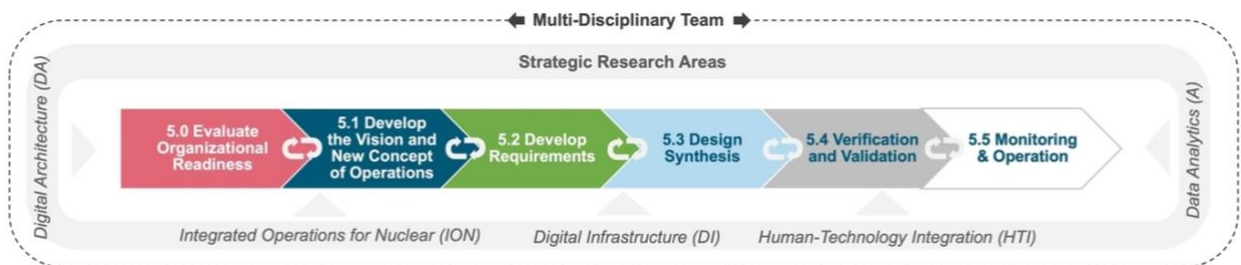 Multi-Disciplinary Team
Strategic Research Areas
Digital Architecture (DA)
5.0 Evaluate
Organizational
Readiness
5.1 Develop
the Vision and
New Concept
of Operations
5.2 Develop
Requirements
5.3 Design
Synthesis
5.4 Verification
and Validation
5.5 Monitoring
& Operation
Data Analytics (A)
Integrated Operations for Nuclear (ION)
Digital Infrastructure (DI)
Human-Technology Integration (HTI)